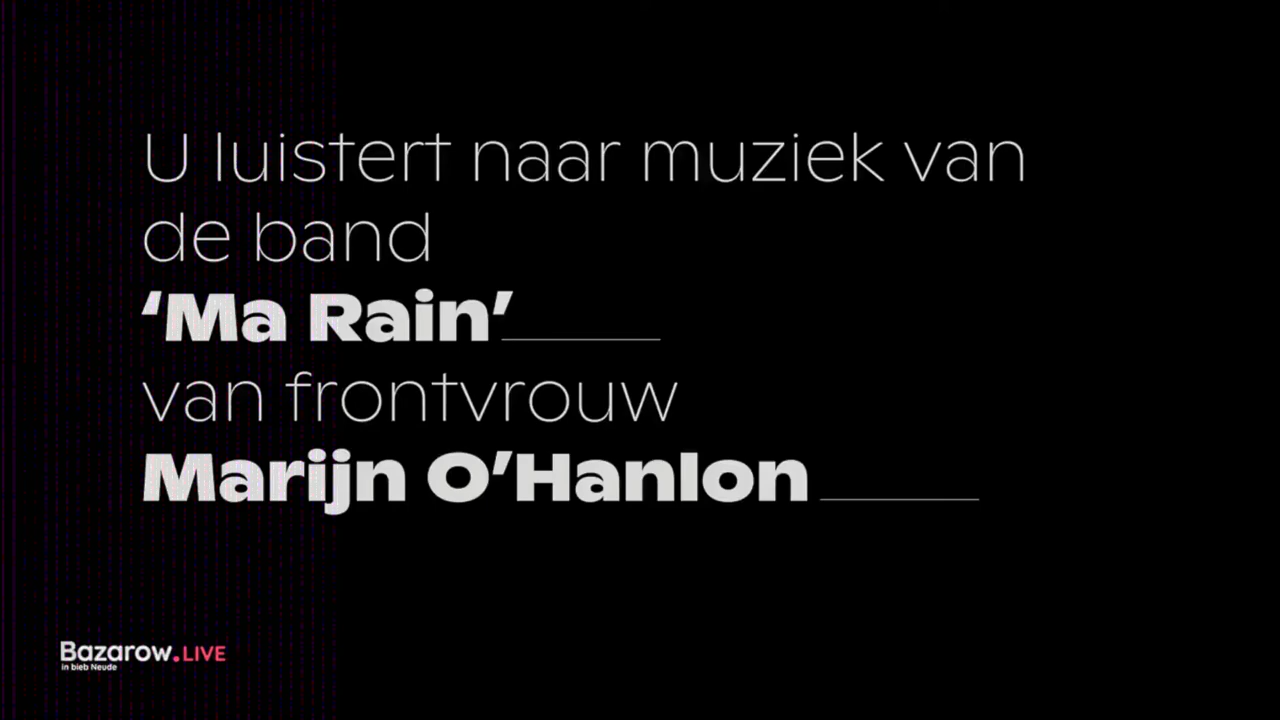 U luistert naar muziek van
de band
‘Ma Rain’
van frontvrouw
Marijn O’Hanlon
Bazarow.LIVE
in bieb Neude